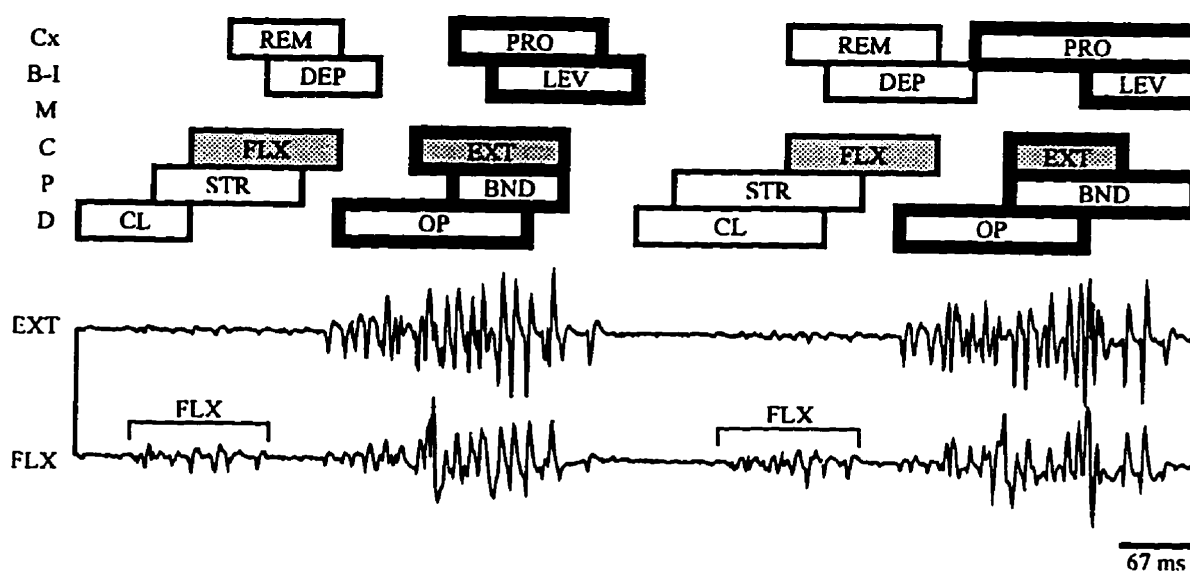 Cx REM PRO REM PRO
B-I DEP LEV DEP LEV
M
C FLX EXT FLX EXT
P STR BND STR BND
D CL OP CL OP
EXT
FLX FLX
FLX
67 ms